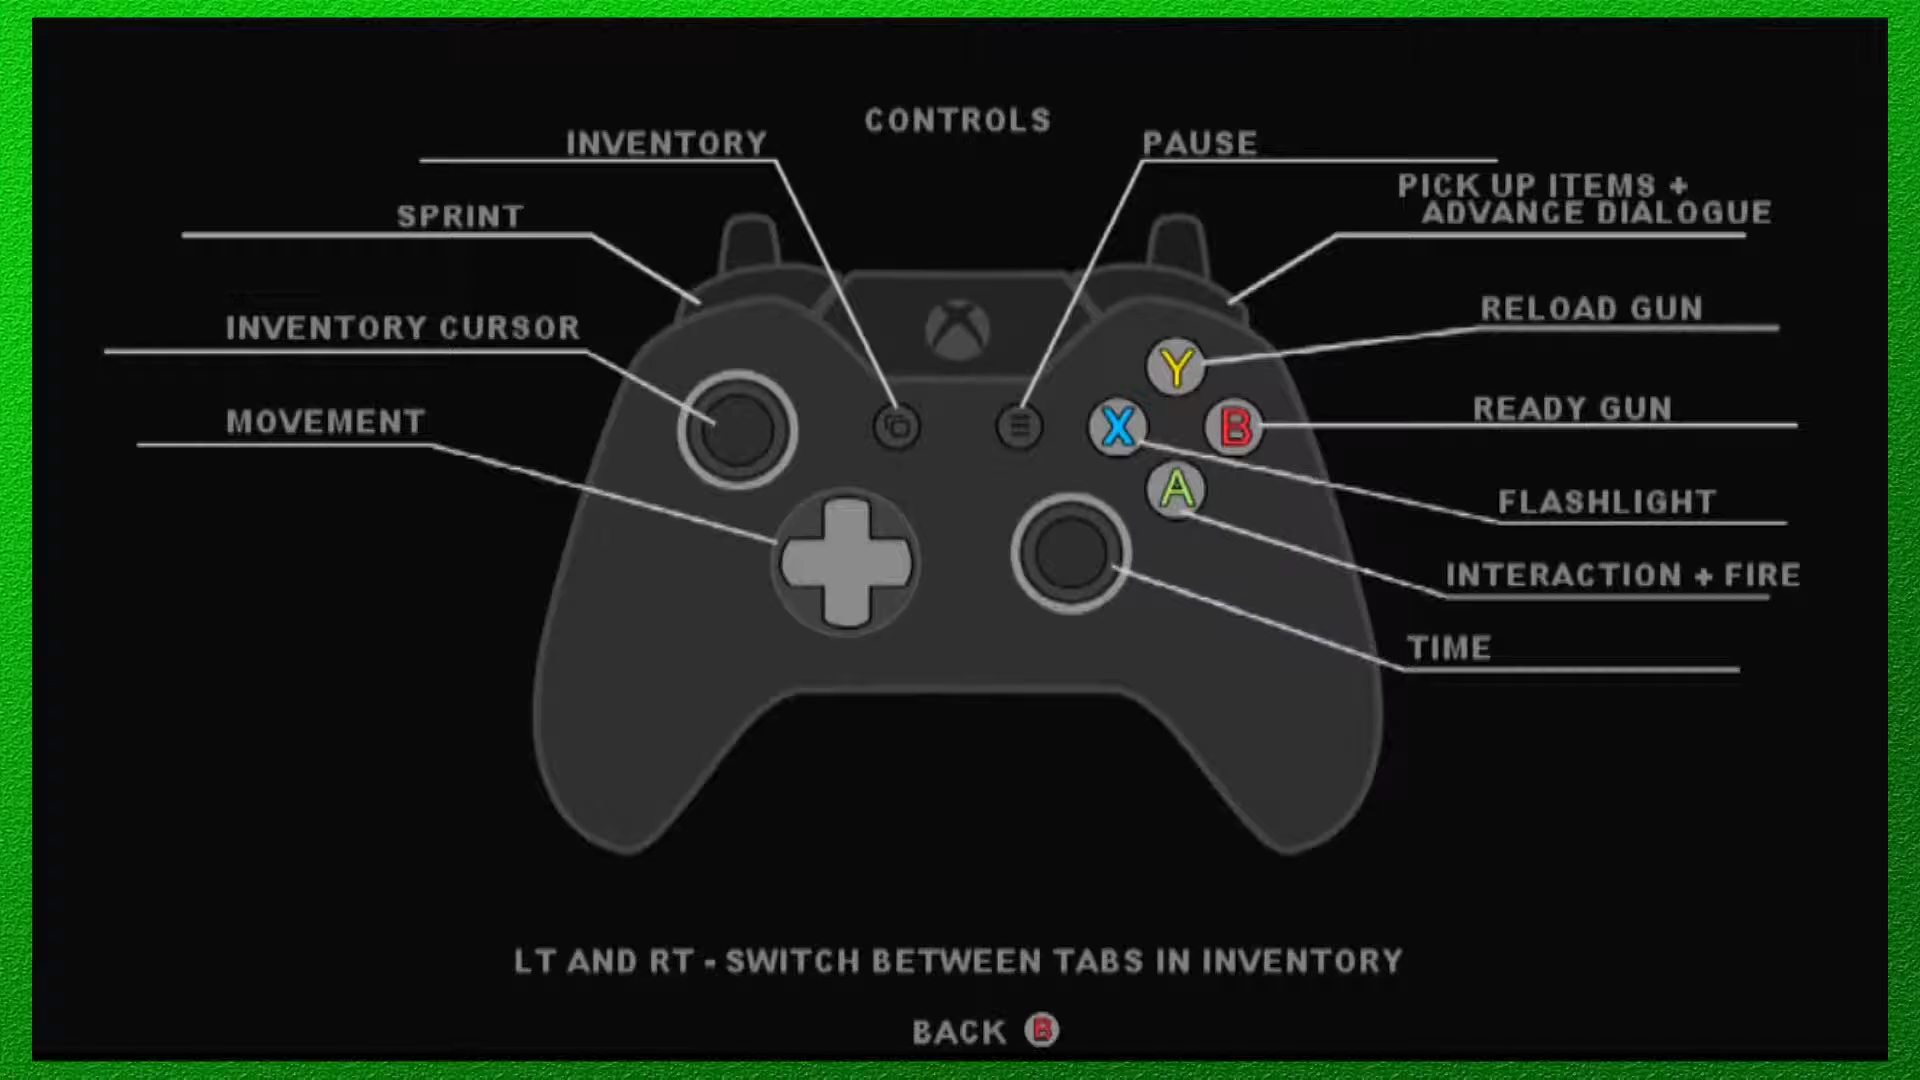 CONTROLS
INVENTORY
PAUSE
PICK UP ITEMS +
ADVANCE DIALOGUE
SPRINT
RELOAD GUN
INVENTORY CURSOR
Y
READY GUN
MOVEMENT
X
B
A
FLASHLIGHT
INTERACTION + FIRE
TIME
LT AND RT - SWITCH BETWEEN TABS IN INVENTORY
BACK B